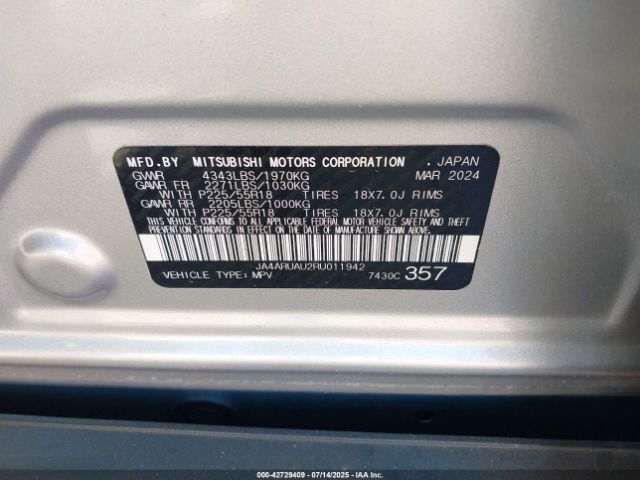 MFD.BY MITSUBISHI MOTORS CORPORATION . JAPAN
GVWR 4343LBS/1970KG MAR 2024
GAWR FR 2271LBS/1030KG
WITH P225/55R18 TIRES 18X7.0J RIMS
GAWR RR 2205LBS/1000KG
WITH P225/55R18 TIRES 18X7.0J RIMS
THIS VEHICLE CONFORMS TO ALL APPLICABLE FEDERAL MOTOR VEHICLE SAFETY AND THEFT
PREVENTION STANDARDS IN EFFECT ON THE DATE OF MANUFACTURE SHOWN ABOVE.
JA4ARUAU2RU011942
VEHICLE TYPE: MPV 7430C 357
000-42729409 - 07/14/2025 - IAA Inc.